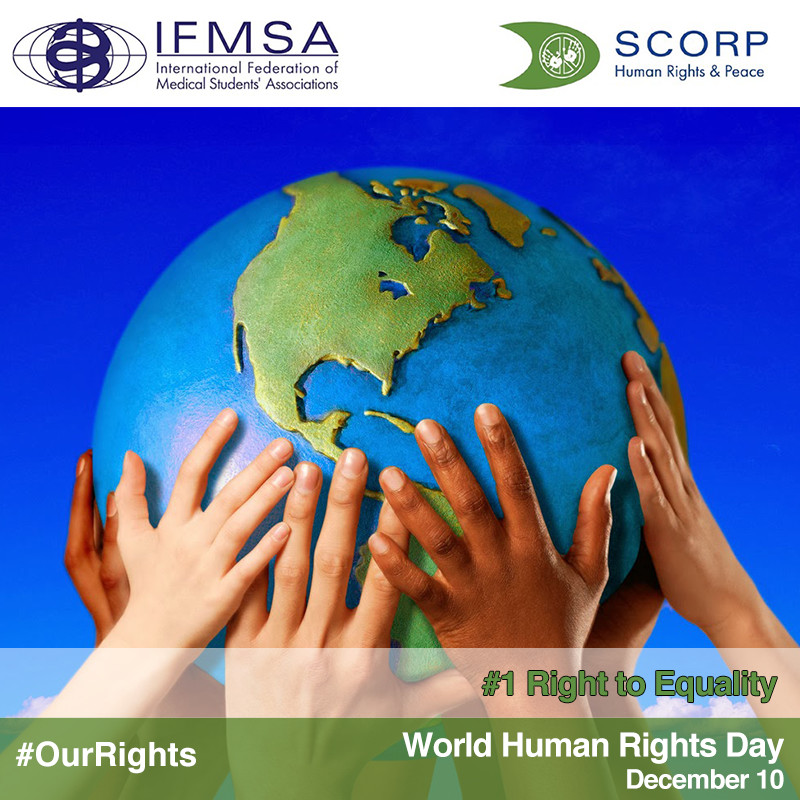 IFMSA
International Federation of
Medical Students' Associations
SCORP
Human Rights & Peace
#1 Right to Equality
#OurRights
World Human Rights Day
December 10